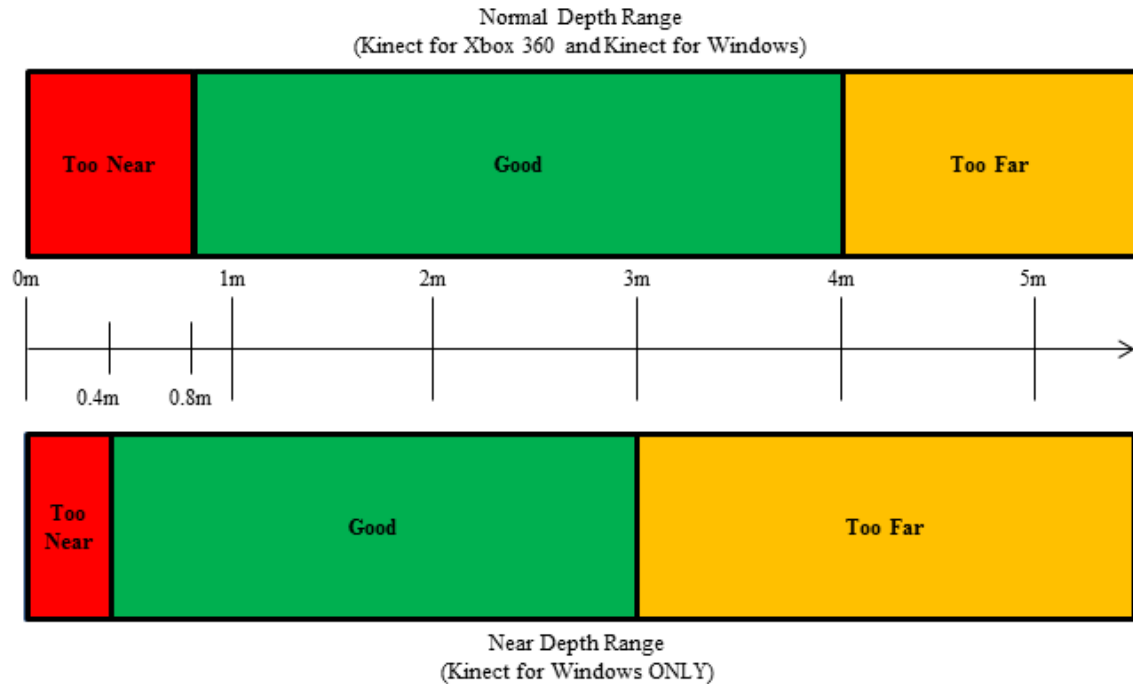 Normal Depth Range
(Kinect for Xbox 360 and Kinect for Windows)
Too Near
Good
Too Far
0m
1m
2m
3m
4m
5m
0.4m
0.8m
Too
Near
Good
Too Far
Near Depth Range
(Kinect for Windows ONLY)